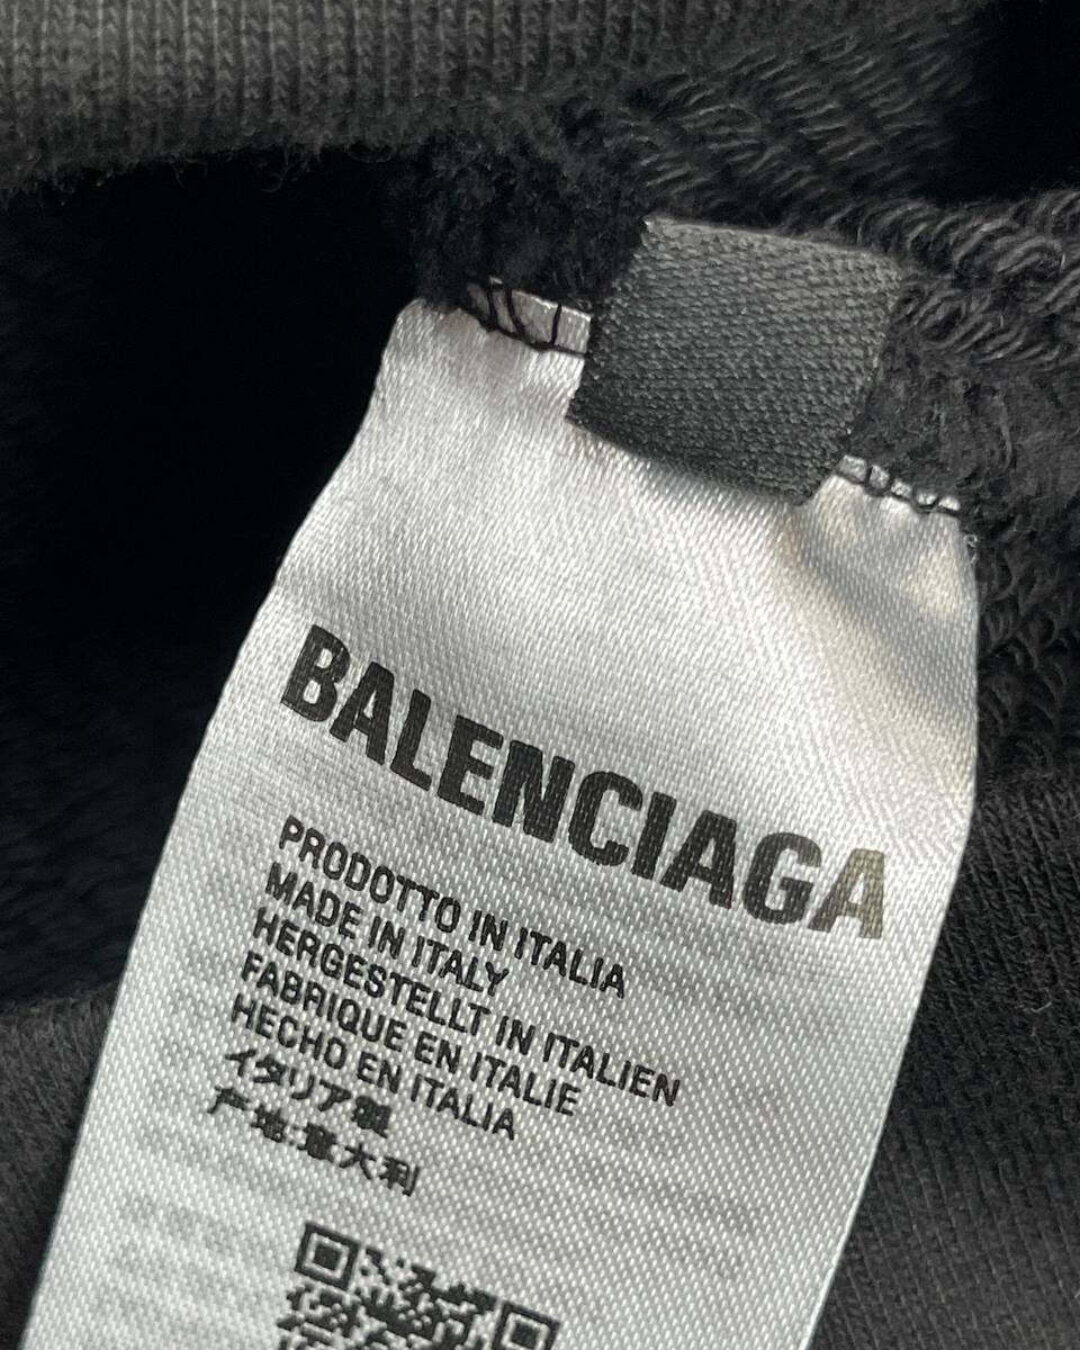 BALENCIAGA
PRODOTTO IN ITALIA
MADE IN ITALY
HERGESTELLT IN ITALIEN
FABRIQUE EN ITALIE
HECHO EN ITALIA
イタリア製
产地:意大利